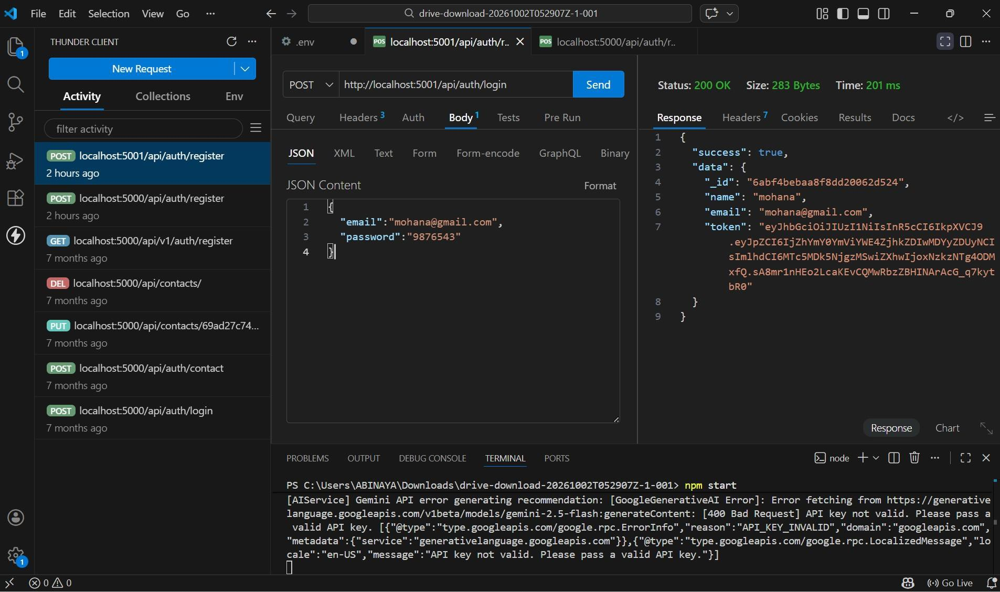 File Edit Selection View Go ···
drive-download-20261002T052907Z-1-001
THUNDER CLIENT
New Request
Activity Collections Env
filter activity
POST localhost:5001/api/auth/register
2 hours ago
POST localhost:5000/api/auth/register
2 hours ago
GET localhost:5000/api/v1/auth/register
7 months ago
DEL localhost:5000/api/contacts/
7 months ago
PUT localhost:5000/api/contacts/69ad27c74...
7 months ago
POST localhost:5000/api/auth/contact
7 months ago
POST localhost:5000/api/auth/login
7 months ago
1
1
.env
POS localhost:5001/api/auth/r..
POS localhost:5000/api/auth/r..
POST http://localhost:5001/api/auth/login Send
Query Headers 3 Auth Body 1 Tests Pre Run
JSON XML Text Form Form-encode GraphQL Binary
JSON Content Format
1 {
2 "email":"mohana@gmail.com",
3 "password":"9876543"
4 }
Status: 200 OK Size: 283 Bytes Time: 201 ms
Response Headers 7 Cookies Results Docs </>
1 {
2 "success": true,
3 "data": {
4 "_id": "6abf4bebaa8f8dd20062d524",
5 "name": "mohana",
6 "email": "mohana@gmail.com",
7 "token": "eyJhbGciOiJIUzI1NiIsInR5cCI6IkpXVCJ9
.eyJpZCI6IjZhYmY0YmViYWE4ZjhkZDIwMDYyZDUyNCI
sImlhdCI6MTc5MDk5NjgzMSwiZXhwIjoxNzkzNTg4ODM
xfQ.sA8mr1nHEo2LcaKEvCQMwRbzZBHINArAcG_q7kyt
bR0"
8 }
9 }
Response Chart
PROBLEMS OUTPUT DEBUG CONSOLE TERMINAL PORTS
node
PS C:\Users\ABINAYA\Downloads\drive-download-20261002T052907Z-1-001> npm start
[AIService] Gemini API error generating recommendation: [GoogleGenerativeAI Error]: Error fetching from https://generative
language.googleapis.com/v1beta/models/gemini-2.5-flash:generateContent: [400 Bad Request] API key not valid. Please pass a
valid API key. [{"@type":"type.googleapis.com/google.rpc.ErrorInfo","reason":"API_KEY_INVALID","domain":"googleapis.com",
"metadata":{"service":"generativelanguage.googleapis.com"}},{"@type":"type.googleapis.com/google.rpc.LocalizedMessage","lo
cale":"en-US","message":"API key not valid. Please pass a valid API key."}]
0 0
Go Live